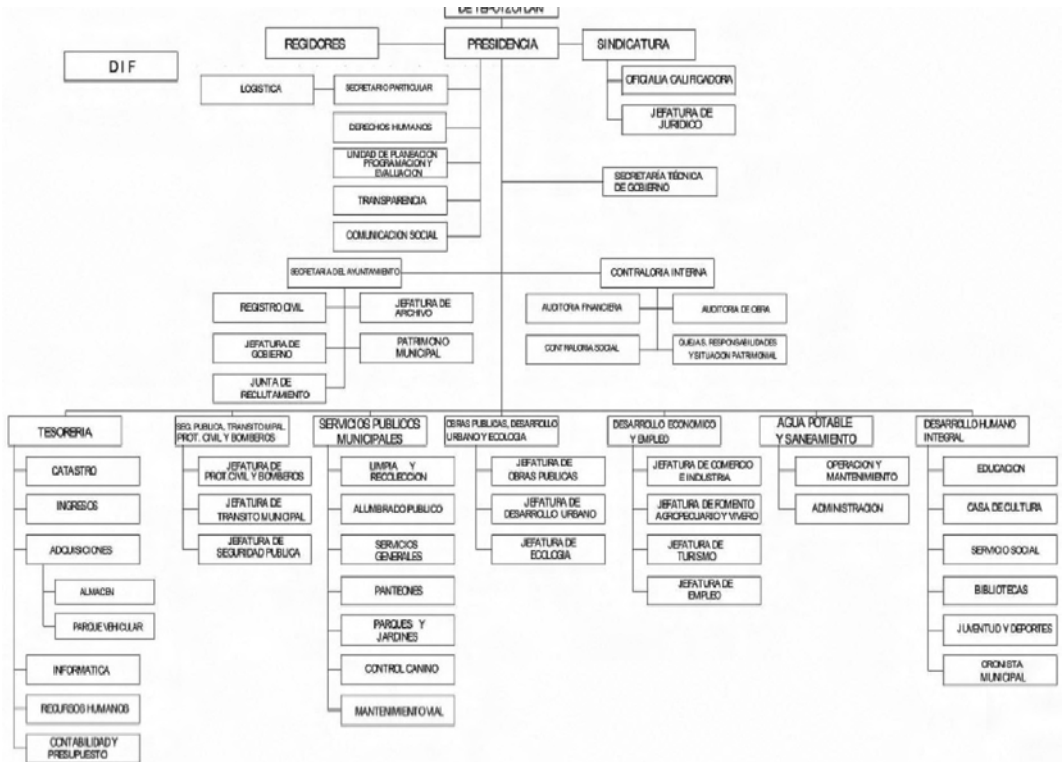 DE TEPOTZOTLAN
REGIDORES
PRESIDENCIA
SINDICATURA
DIF
OFICIALIA CALIFICADORA
LOGISTICA
SECRETARIO PARTICULAR
JEFATURA DE
JURIDICO
DERECHOS HUMANOS
UNIDAD DE PLANEACION
PROGRAMACION Y
EVALUACION
SECRETARÍA TÉCNICA
DE GOBIERNO
TRANSPARENCIA
COMUNICACION SOCIAL
SECRETARIA DEL AYUNTAMIENTO
CONTRALORIA INTERNA
REGISTRO CIVIL
JEFATURA DE
ARCHIVO
AUDITORIA FINANCIERA
AUDITORIA DE OBRA
JEFATURA DE
GOBIERNO
PATRIMONIO
MUNICIPAL
CONTRALORIA SOCIAL
QUEJAS, RESPONSABILIDADES
Y SITUACION PATRIMONIAL
JUNTA DE
RECLUTAMIENTO
TESORERIA
SEG. PUBLICA, TRANSITO MPAL.
PROT. CIVIL Y BOMBEROS
SERVICIOS PUBLICOS
MUNICIPALES
OBRAS PUBLICAS, DESARROLLO
URBANO Y ECOLOGIA
DESARROLLO ECONOMICO
Y EMPLEO
AGUA POTABLE
Y SANEAMIENTO
DESARROLLO HUMANO
INTEGRAL
CATASTRO
INGRESOS
ADQUISICIONES
ALMACEN
PARQUE VEHICULAR
INFORMATICA
RECURSOS HUMANOS
CONTABILIDAD Y
PRESUPUESTO
JEFATURA DE
PROT. CIVIL Y BOMBEROS
JEFATURA DE
TRANSITO MUNICIPAL
JEFATURA DE
SEGURIDAD PUBLICA
LIMPIA Y
RECOLECCION
ALUMBRADO PUBLICO
SERVICIOS
GENERALES
PANTEONES
PARQUES Y
JARDINES
CONTROL CANINO
MANTENIMIENTO VIAL
JEFATURA DE
OBRAS PUBLICAS
JEFATURA DE
DESARROLLO URBANO
JEFATURA DE
ECOLOGIA
JEFATURA DE COMERCIO
E INDUSTRIA
JEFATURA DE FOMENTO
AGROPECUARIO Y VIVERO
JEFATURA DE
TURISMO
JEFATURA DE
EMPLEO
OPERACION Y
MANTENIMIENTO
ADMINISTRACION
EDUCACION
CASA DE CULTURA
SERVICIO SOCIAL
BIBLIOTECAS
JUVENTUD Y DEPORTES
CRONISTA
MUNICIPAL